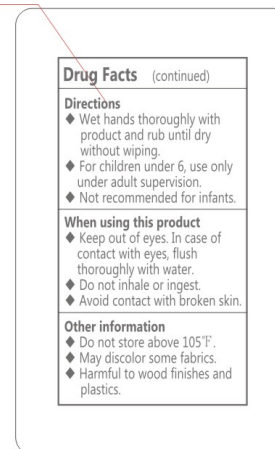 Drug Facts (continued)
Directions
◆ Wet hands thoroughly with
product and rub until dry
without wiping.
◆ For children under 6, use only
under adult supervision.
◆ Not recommended for infants.
When using this product
◆ Keep out of eyes. In case of
contact with eyes, flush
thoroughly with water.
◆ Do not inhale or ingest.
◆ Avoid contact with broken skin.
Other information
◆ Do not store above 105℉.
◆ May discolor some fabrics.
◆ Harmful to wood finishes and
plastics.